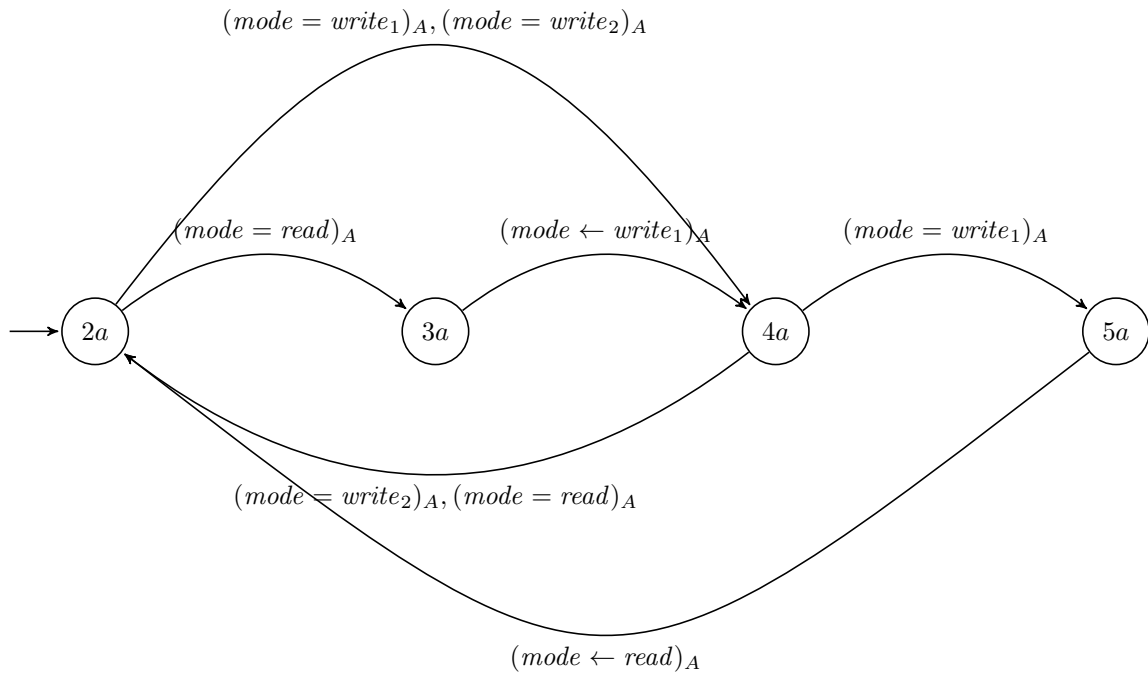 (mode = write₁)_A, (mode = write₂)_A
(mode = read)_A
(mode ← write₁)_A
(mode = write₁)_A
2a
3a
4a
5a
(mode = write₂)_A, (mode = read)_A
(mode ← read)_A